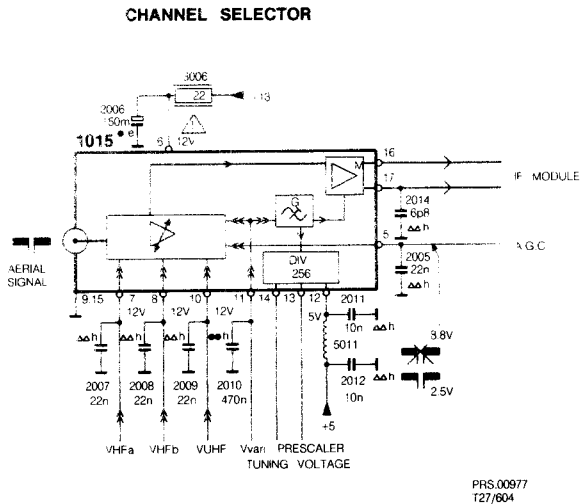 CHANNEL SELECTOR
3006
22
+13
2006
150m
e
1015
6
12V
16
M
17
IF MODULE
2014
6p8
h
G
5
A.G.C
2005
22n
h
AERIAL
SIGNAL
DIV
256
9.15 7 8 10 11 14 13 12 2011
12V 12V 12V 5V 10n
h h h h h
5011
8.8V
2007 2008 2009 2010 2012 h
22n 22n 22n 470n 10n
2.5V
+5
VHFa VHFb VUHF Vvari PRESCALER
TUNING VOLTAGE
PRS.00977
T27/604